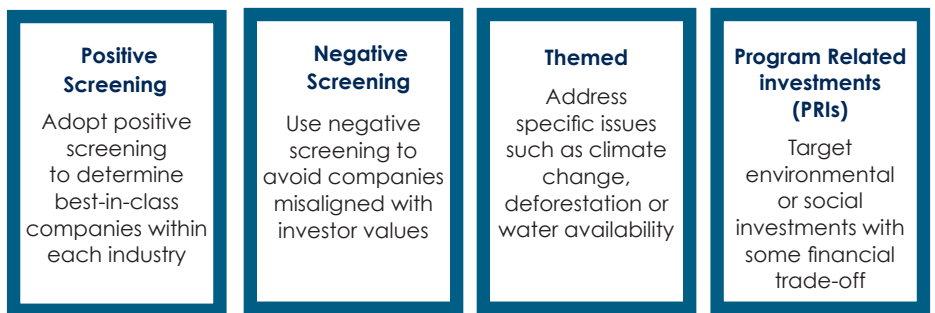 Positive
Screening
Adopt positive
screening
to determine
best-in-class
companies within
each industry
Negative
Screening
Use negative
screening to
avoid companies
misaligned with
investor values
Themed
Address
specific issues
such as climate
change,
deforestation or
water availability
Program Related
investments
(PRIs)
Target
environmental
or social
investments with
some financial
trade-off